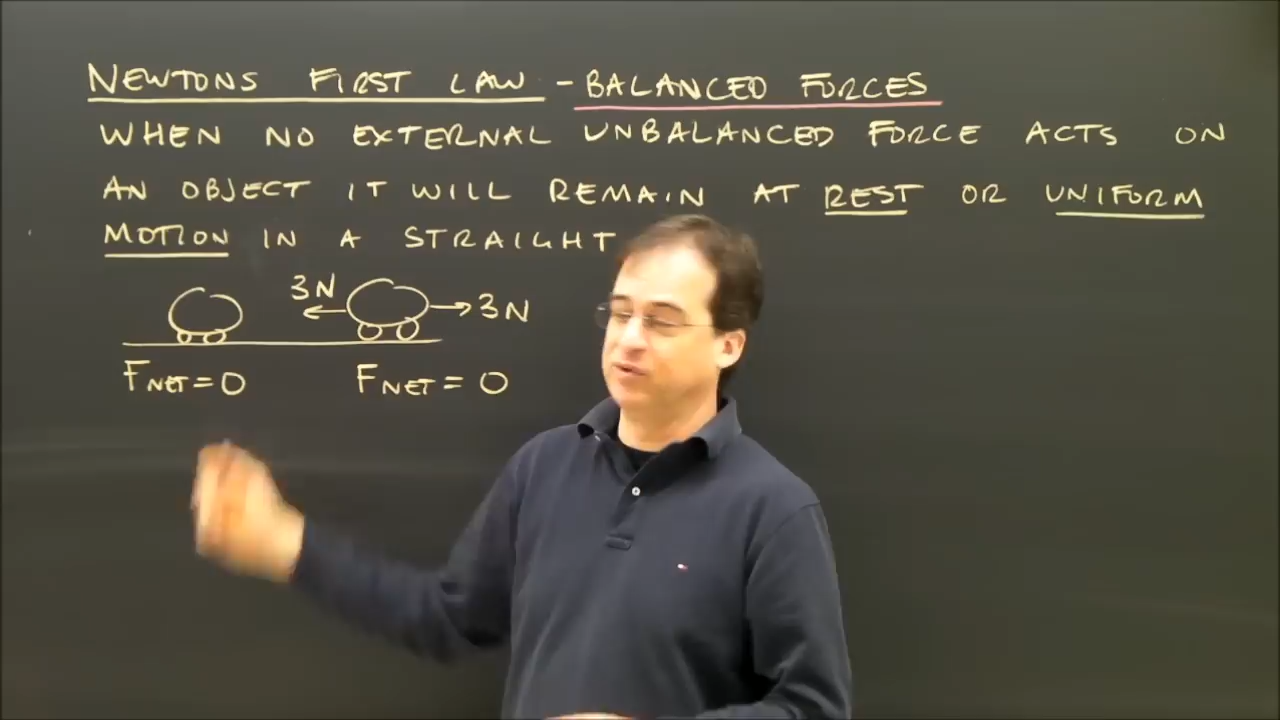 NEWTONS FIRST LAW - BALANCED FORCES
WHEN NO EXTERNAL UNBALANCED FORCE ACTS ON
AN OBJECT IT WILL REMAIN AT REST OR UNIFORM
MOTION IN A STRAIGHT
3N 3N
FNET = 0 FNET = 0